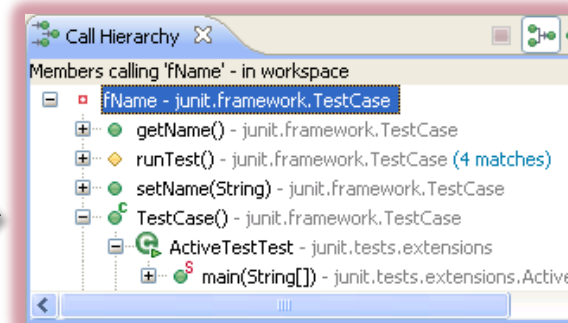 Call Hierarchy
Members calling 'fName' - in workspace
fName - junit.framework.TestCase
getName() - junit.framework.TestCase
runTest() - junit.framework.TestCase (4 matches)
setName(String) - junit.framework.TestCase
C TestCase() - junit.framework.TestCase
ActiveTestTest - junit.tests.extensions
S main(String[]) - junit.tests.extensions.Active